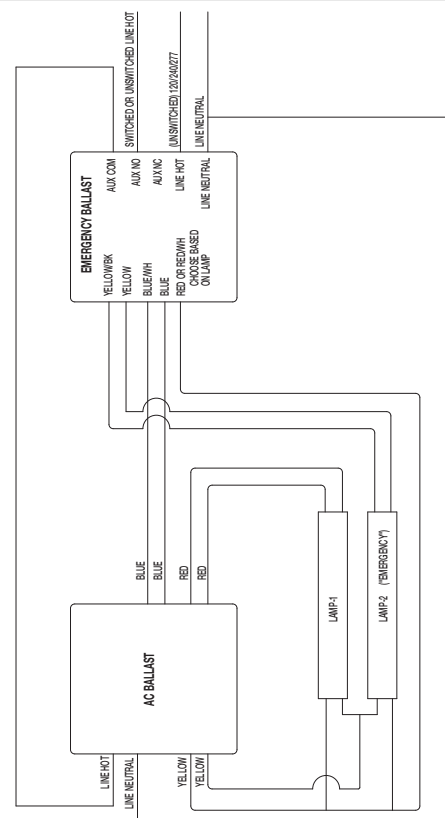 EMERGENCY BALLAST
AUX COM
AUX NO
AUX NC
LINE HOT
LINE NEUTRAL
SWITCHED OR UNSWITCHED LINE HOT
(UNSWITCHED) 120/240/277
LINE NEUTRAL
YELLOW/BK
YELLOW
BLUE/WH
BLUE
RED OR RED/WH
CHOOSE BASED
ON LAMP
BLUE
BLUE
RED
RED
AC BALLAST
LINE HOT
LINE NEUTRAL
YELLOW
YELLOW
LAMP-1
LAMP-2 ("EMERGENCY")